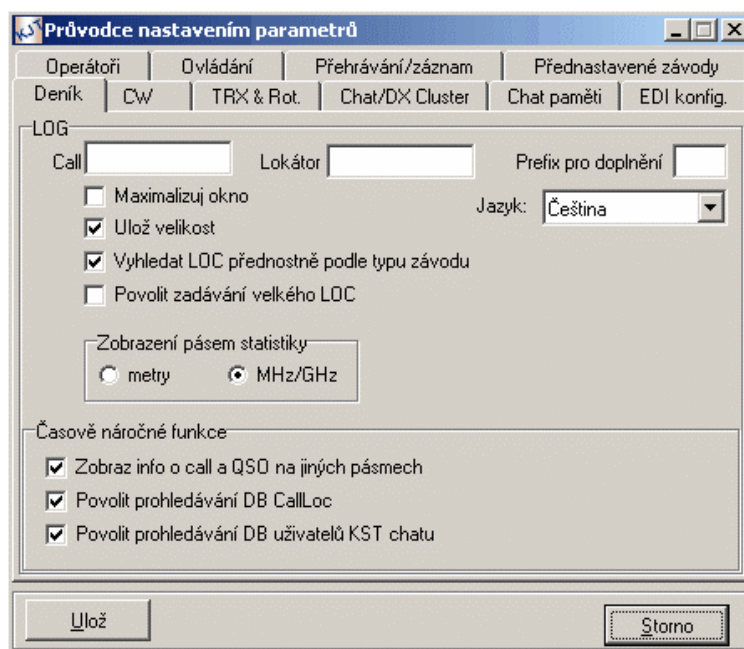 KST Průvodce nastavením parametrů
Operátoři Ovládání Přehrávání/záznam Přednastavené závody
Deník CW TRX & Rot. Chat/DX Cluster Chat paměti EDI konfig.
LOG
Call Lokátor Prefix pro doplnění
Maximalizuj okno
Jazyk: Čeština
Ulož velikost
Vyhledat LOC přednostně podle typu závodu
Povolit zadávání velkého LOC
Zobrazení pásem statistiky
metry MHz/GHz
Časově náročné funkce
Zobraz info o call a QSO na jiných pásmech
Povolit prohledávání DB CallLoc
Povolit prohledávání DB uživatelů KST chatu
Ulož Storno